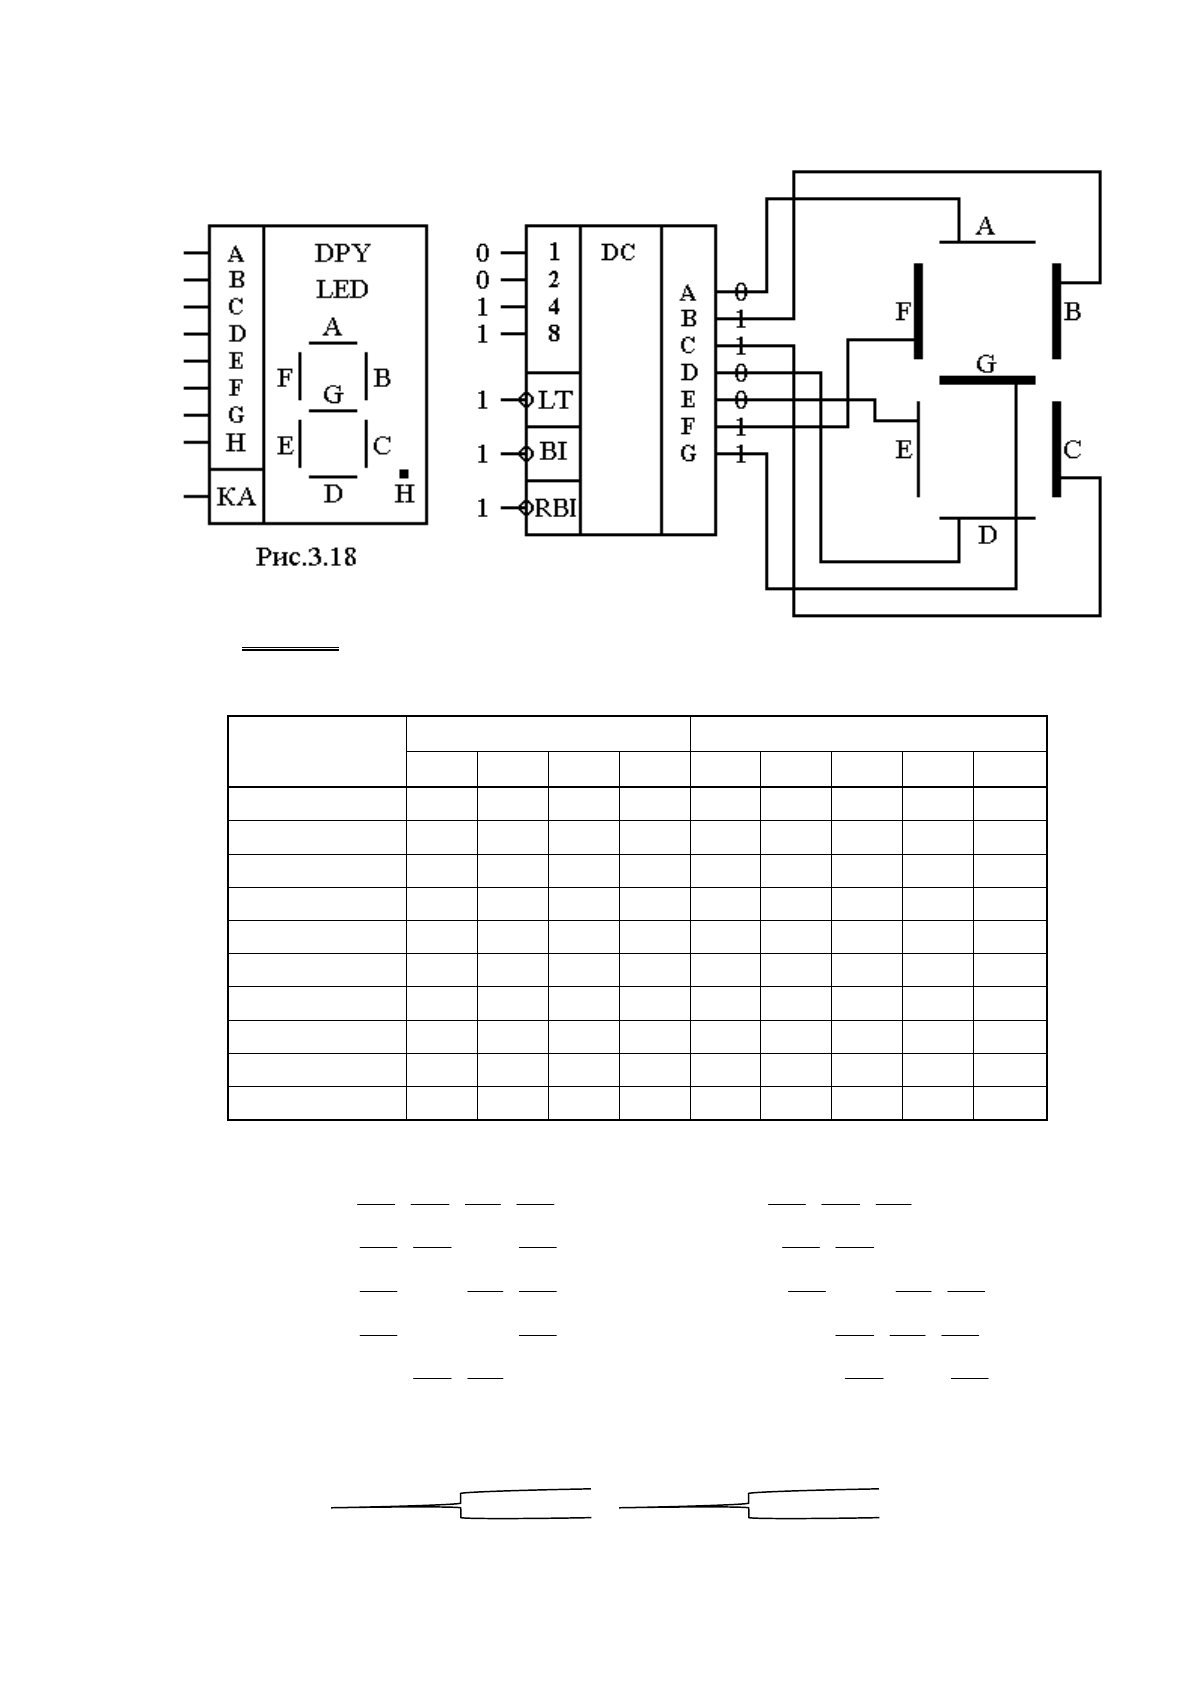 A DPY
B LED
C A
D
E F B
F G
G E C
H
KA D H
Рис.3.18
0 1 DC
0 2
1 4
1 8
1 LT
1 BI
1 RBI
A 0
B 1
C 1
D 0
E 0
F 1
G 1
A
F B
G
E C
D